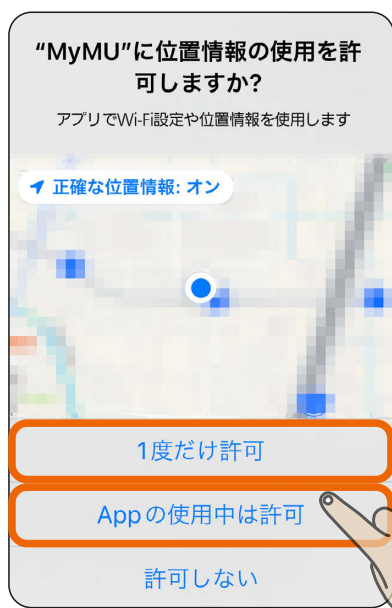 “MyMU”に位置情報の使用を許
可しますか?
アプリでWi-Fi設定や位置情報を使用します
正確な位置情報: オン
1度だけ許可
Appの使用中は許可
許可しない